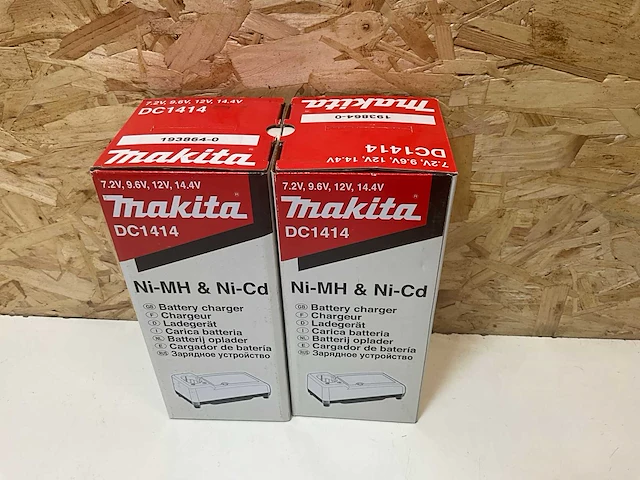 7.2V, 9.6V, 12V, 14.4V
DC1414
193864-0
makita
7.2V, 9.6V, 12V, 14.4V
makita
DC1414
Ni-MH & Ni-Cd
GB Battery charger
F Chargeur
D Ladegerät
I Carica batteria
NL Batterij oplader
E Cargador de batería
RUS Зарядное устройство
makita
193864-0
DC1414
7.2V, 9.6V, 12V, 14.4V
7.2V, 9.6V, 12V, 14.4V
makita
DC1414
Ni-MH & Ni-Cd
GB Battery charger
F Chargeur
D Ladegerät
I Carica batteria
NL Batterij oplader
E Cargador de batería
RUS Зарядное устройство